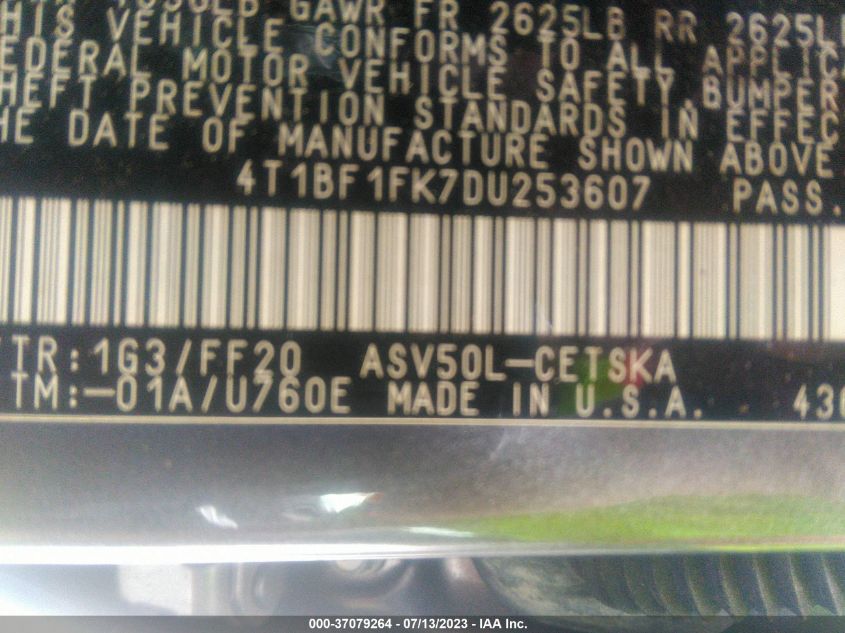 GAWR FR 2625LB RR
THIS VEHICLE CONFORMS TO ALL
FEDERAL MOTOR VEHICLE SAFETY, BUMPER
THEFT PREVENTION STANDARDS IN EFFEC
THE DATE OF MANUFACTURE SHOWN ABOVE
4T1BF1FK7DU253607 PASS.
/TR:1G3/FF20 ASV50L-CETSKA
TM:-01A/U760E MADE IN U.S.A.
000-37079264 - 07/13/2023 - IAA Inc.